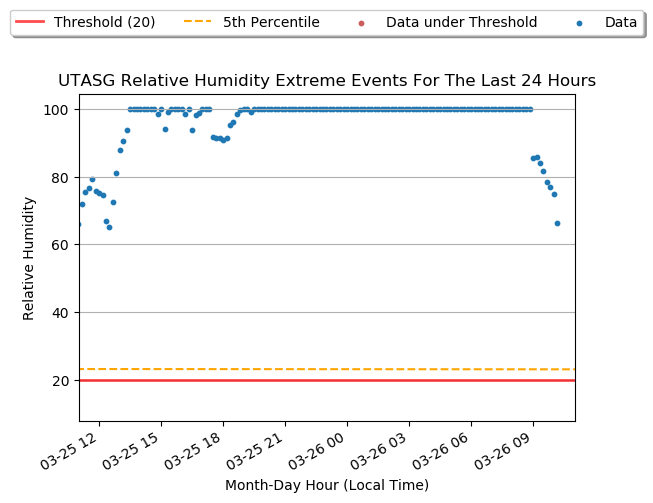 Threshold (20) 5th Percentile Data under Threshold Data
UTASG Relative Humidity Extreme Events For The Last 24 Hours
Relative Humidity
100
80
60
40
20
03-25 12 03-25 15 03-25 18 03-25 21 03-26 00 03-26 03 03-26 06 03-26 09
Month-Day Hour (Local Time)